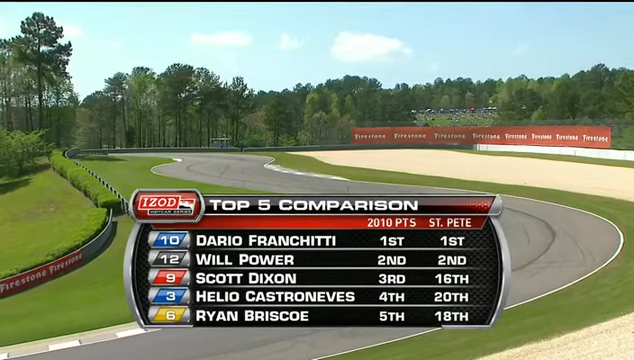 Firestone Firestone Firestone Firestone Firestone Firestone Firestone
IZOD
INDYCAR SERIES
TOP 5 COMPARISON
2010 PTS ST. PETE
10 DARIO FRANCHITTI 1ST 1ST
12 WILL POWER 2ND 2ND
9 SCOTT DIXON 3RD 16TH
3 HELIO CASTRONEVES 4TH 20TH
6 RYAN BRISCOE 5TH 18TH
Firestone Firestone